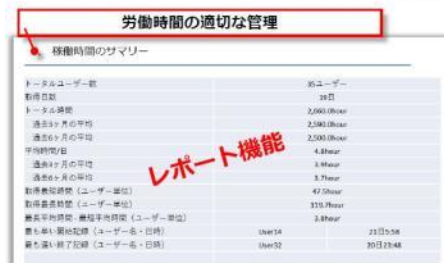 労働時間の適切な管理
稼働時間のサマリー
トータルユーザー数 35ユーザー
取得日数 19日
トータル時間 2,060.0hour
過去3ヶ月の平均 2,590.0hour
過去6ヶ月の平均 2,500.0hour
平均時間/日 4.8hour
過去3ヶ月の平均 3.9hour
過去6ヶ月の平均 3.7hour
取得最短時間(ユーザー単位) 47.5hour
取得最長時間(ユーザー単位) 119.7hour
最長平均時間-最短平均時間(ユーザー単位) 3.8hour
最も早い開始記録(ユーザー名・日時) User14 21日5:58
最も遅い終了記録(ユーザー名・日時) User32 20日23:48
レポート機能